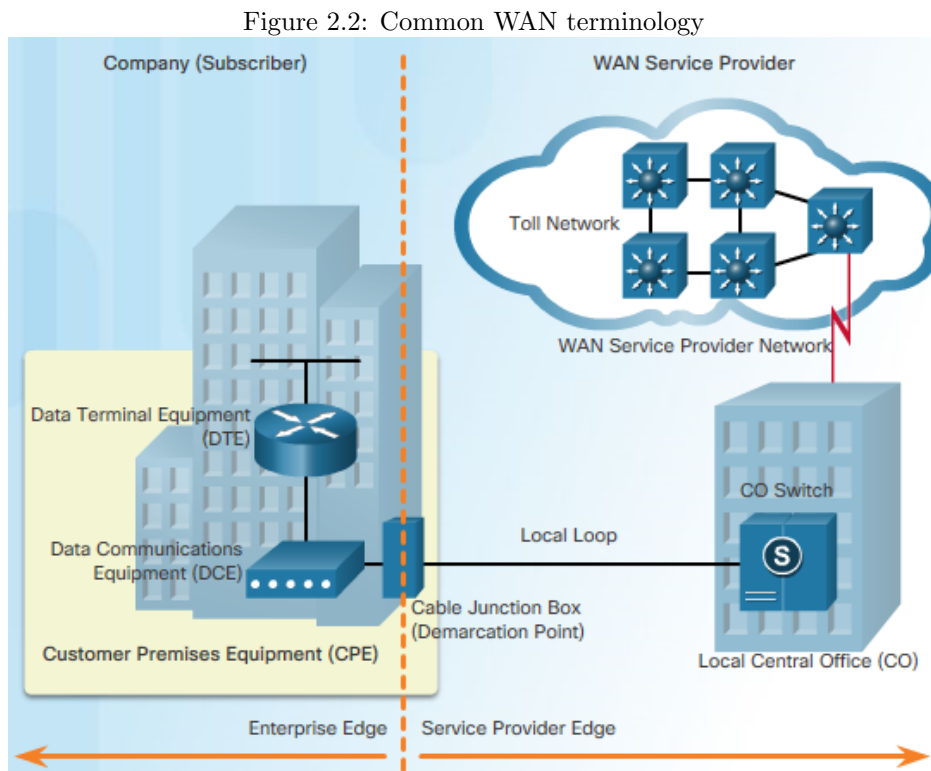 Figure 2.2: Common WAN terminology
Company (Subscriber)
WAN Service Provider
Toll Network
WAN Service Provider Network
Data Terminal Equipment
(DTE)
CO Switch
S
Data Communications
Equipment (DCE)
Local Loop
Cable Junction Box
(Demarcation Point)
Customer Premises Equipment (CPE)
Local Central Office (CO)
Enterprise Edge
Service Provider Edge